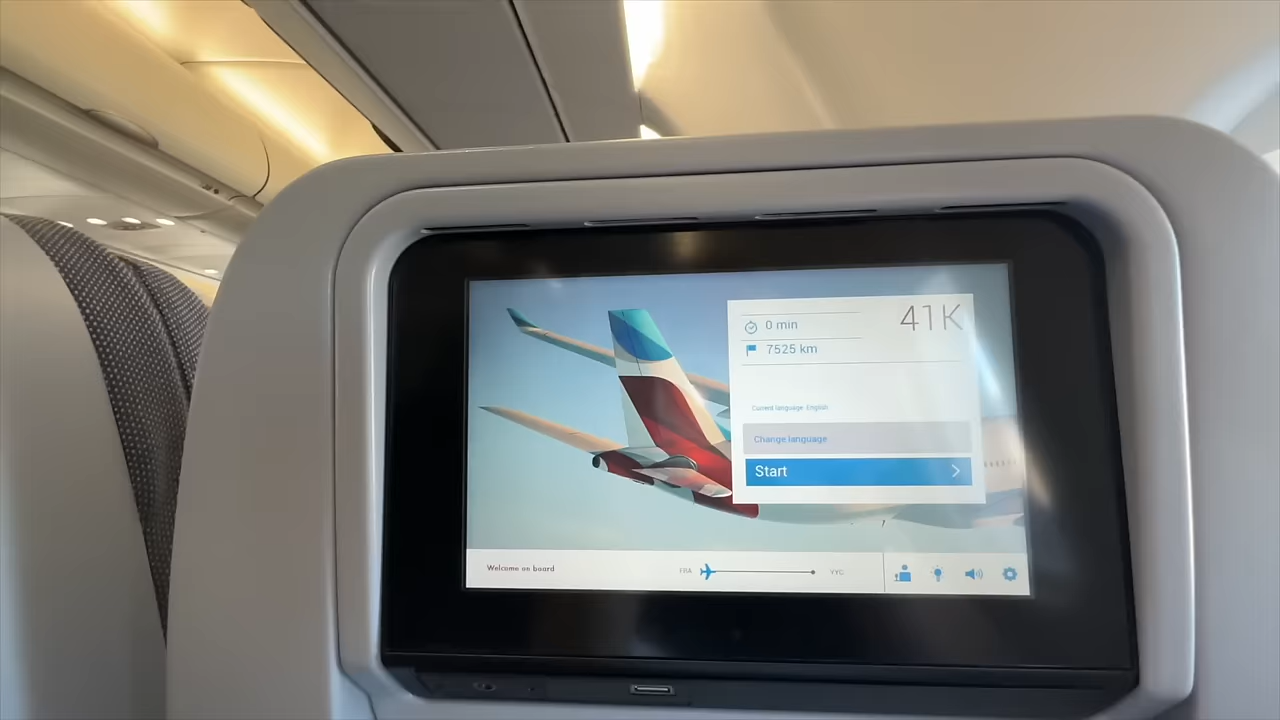 41K
0 min
7525 km
Current language English
Change language
Start
Welcome on board
FRA
YYC